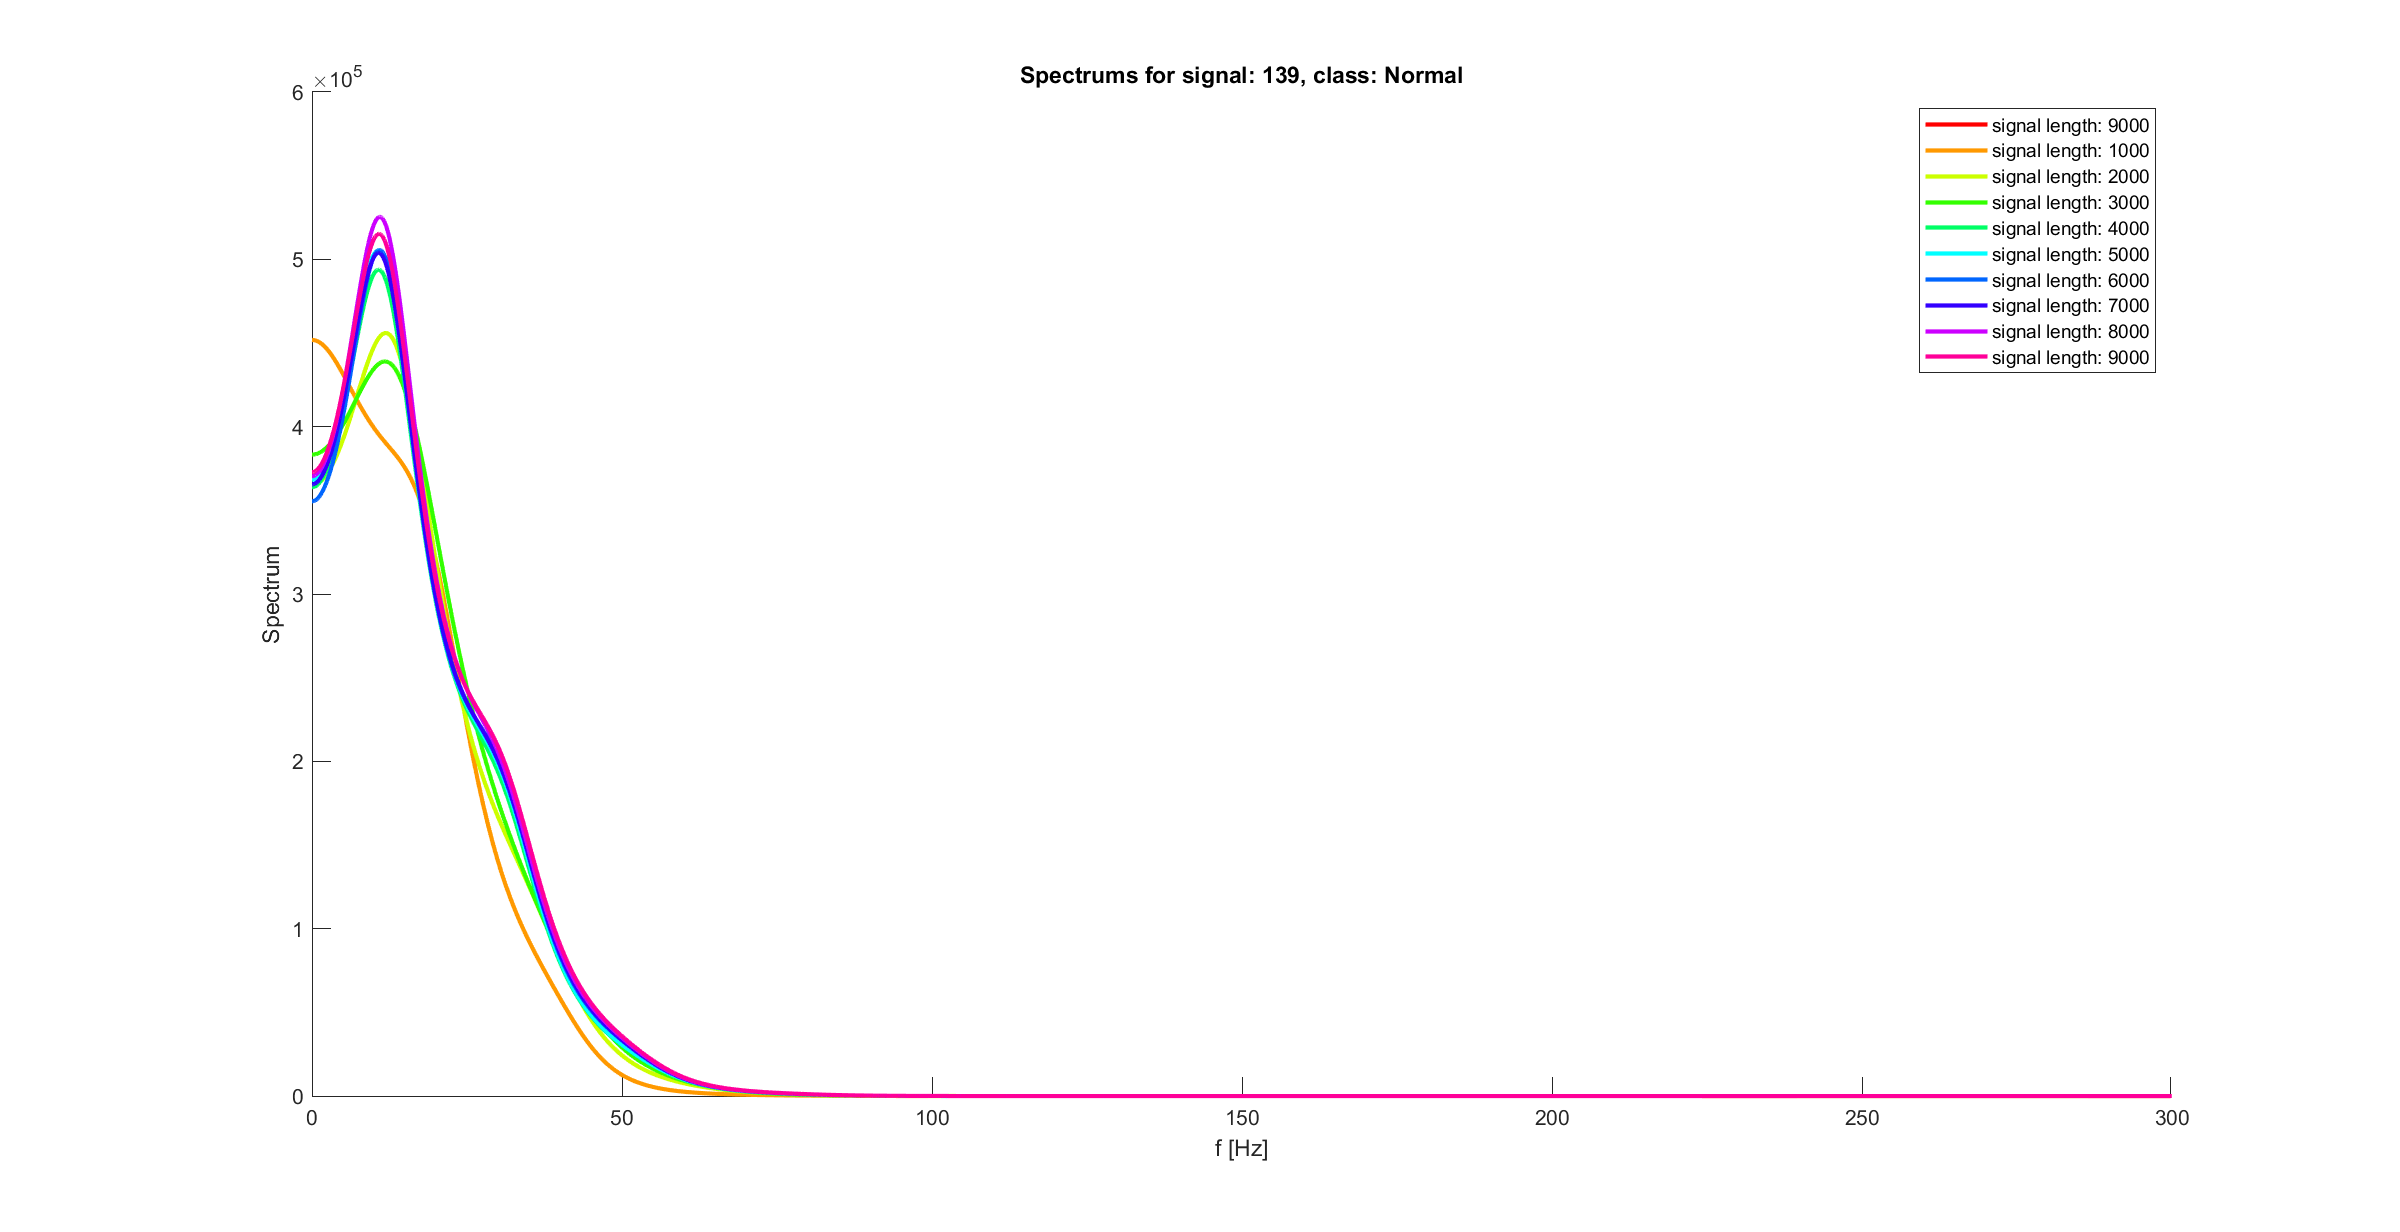 Spectrums for signal: 139, class: Normal
×10^5
6
5
4
3
2
1
0
Spectrum
0 50 100 150 200 250 300
f [Hz]
signal length: 9000
signal length: 1000
signal length: 2000
signal length: 3000
signal length: 4000
signal length: 5000
signal length: 6000
signal length: 7000
signal length: 8000
signal length: 9000